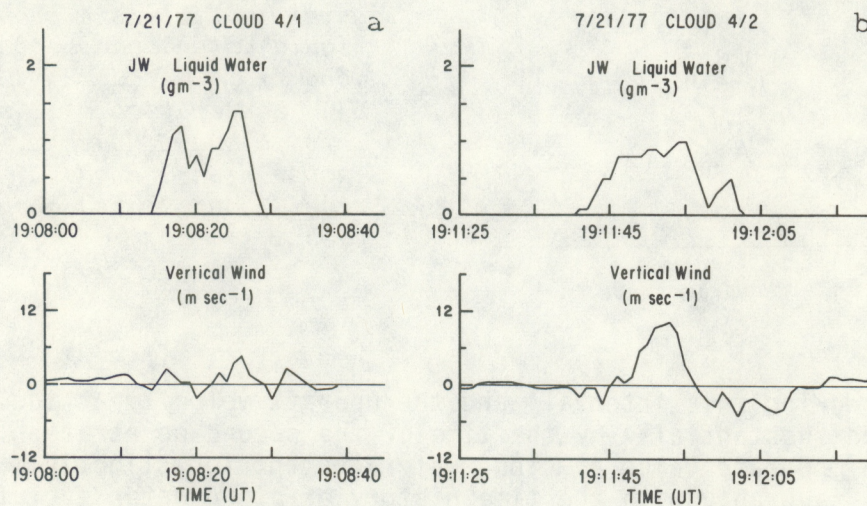 7/21/77 CLOUD 4/1
a
JW Liquid Water
(gm-3)
2
0
19:08:00
19:08:20
19:08:40
Vertical Wind
(m sec-1)
12
0
-12
19:08:00
19:08:20
19:08:40
TIME (UT)
7/21/77 CLOUD 4/2
b
JW Liquid Water
(gm-3)
2
0
19:11:25
19:11:45
19:12:05
Vertical Wind
(m sec-1)
12
0
-12
19:11:25
19:11:45
19:12:05
TIME (UT)